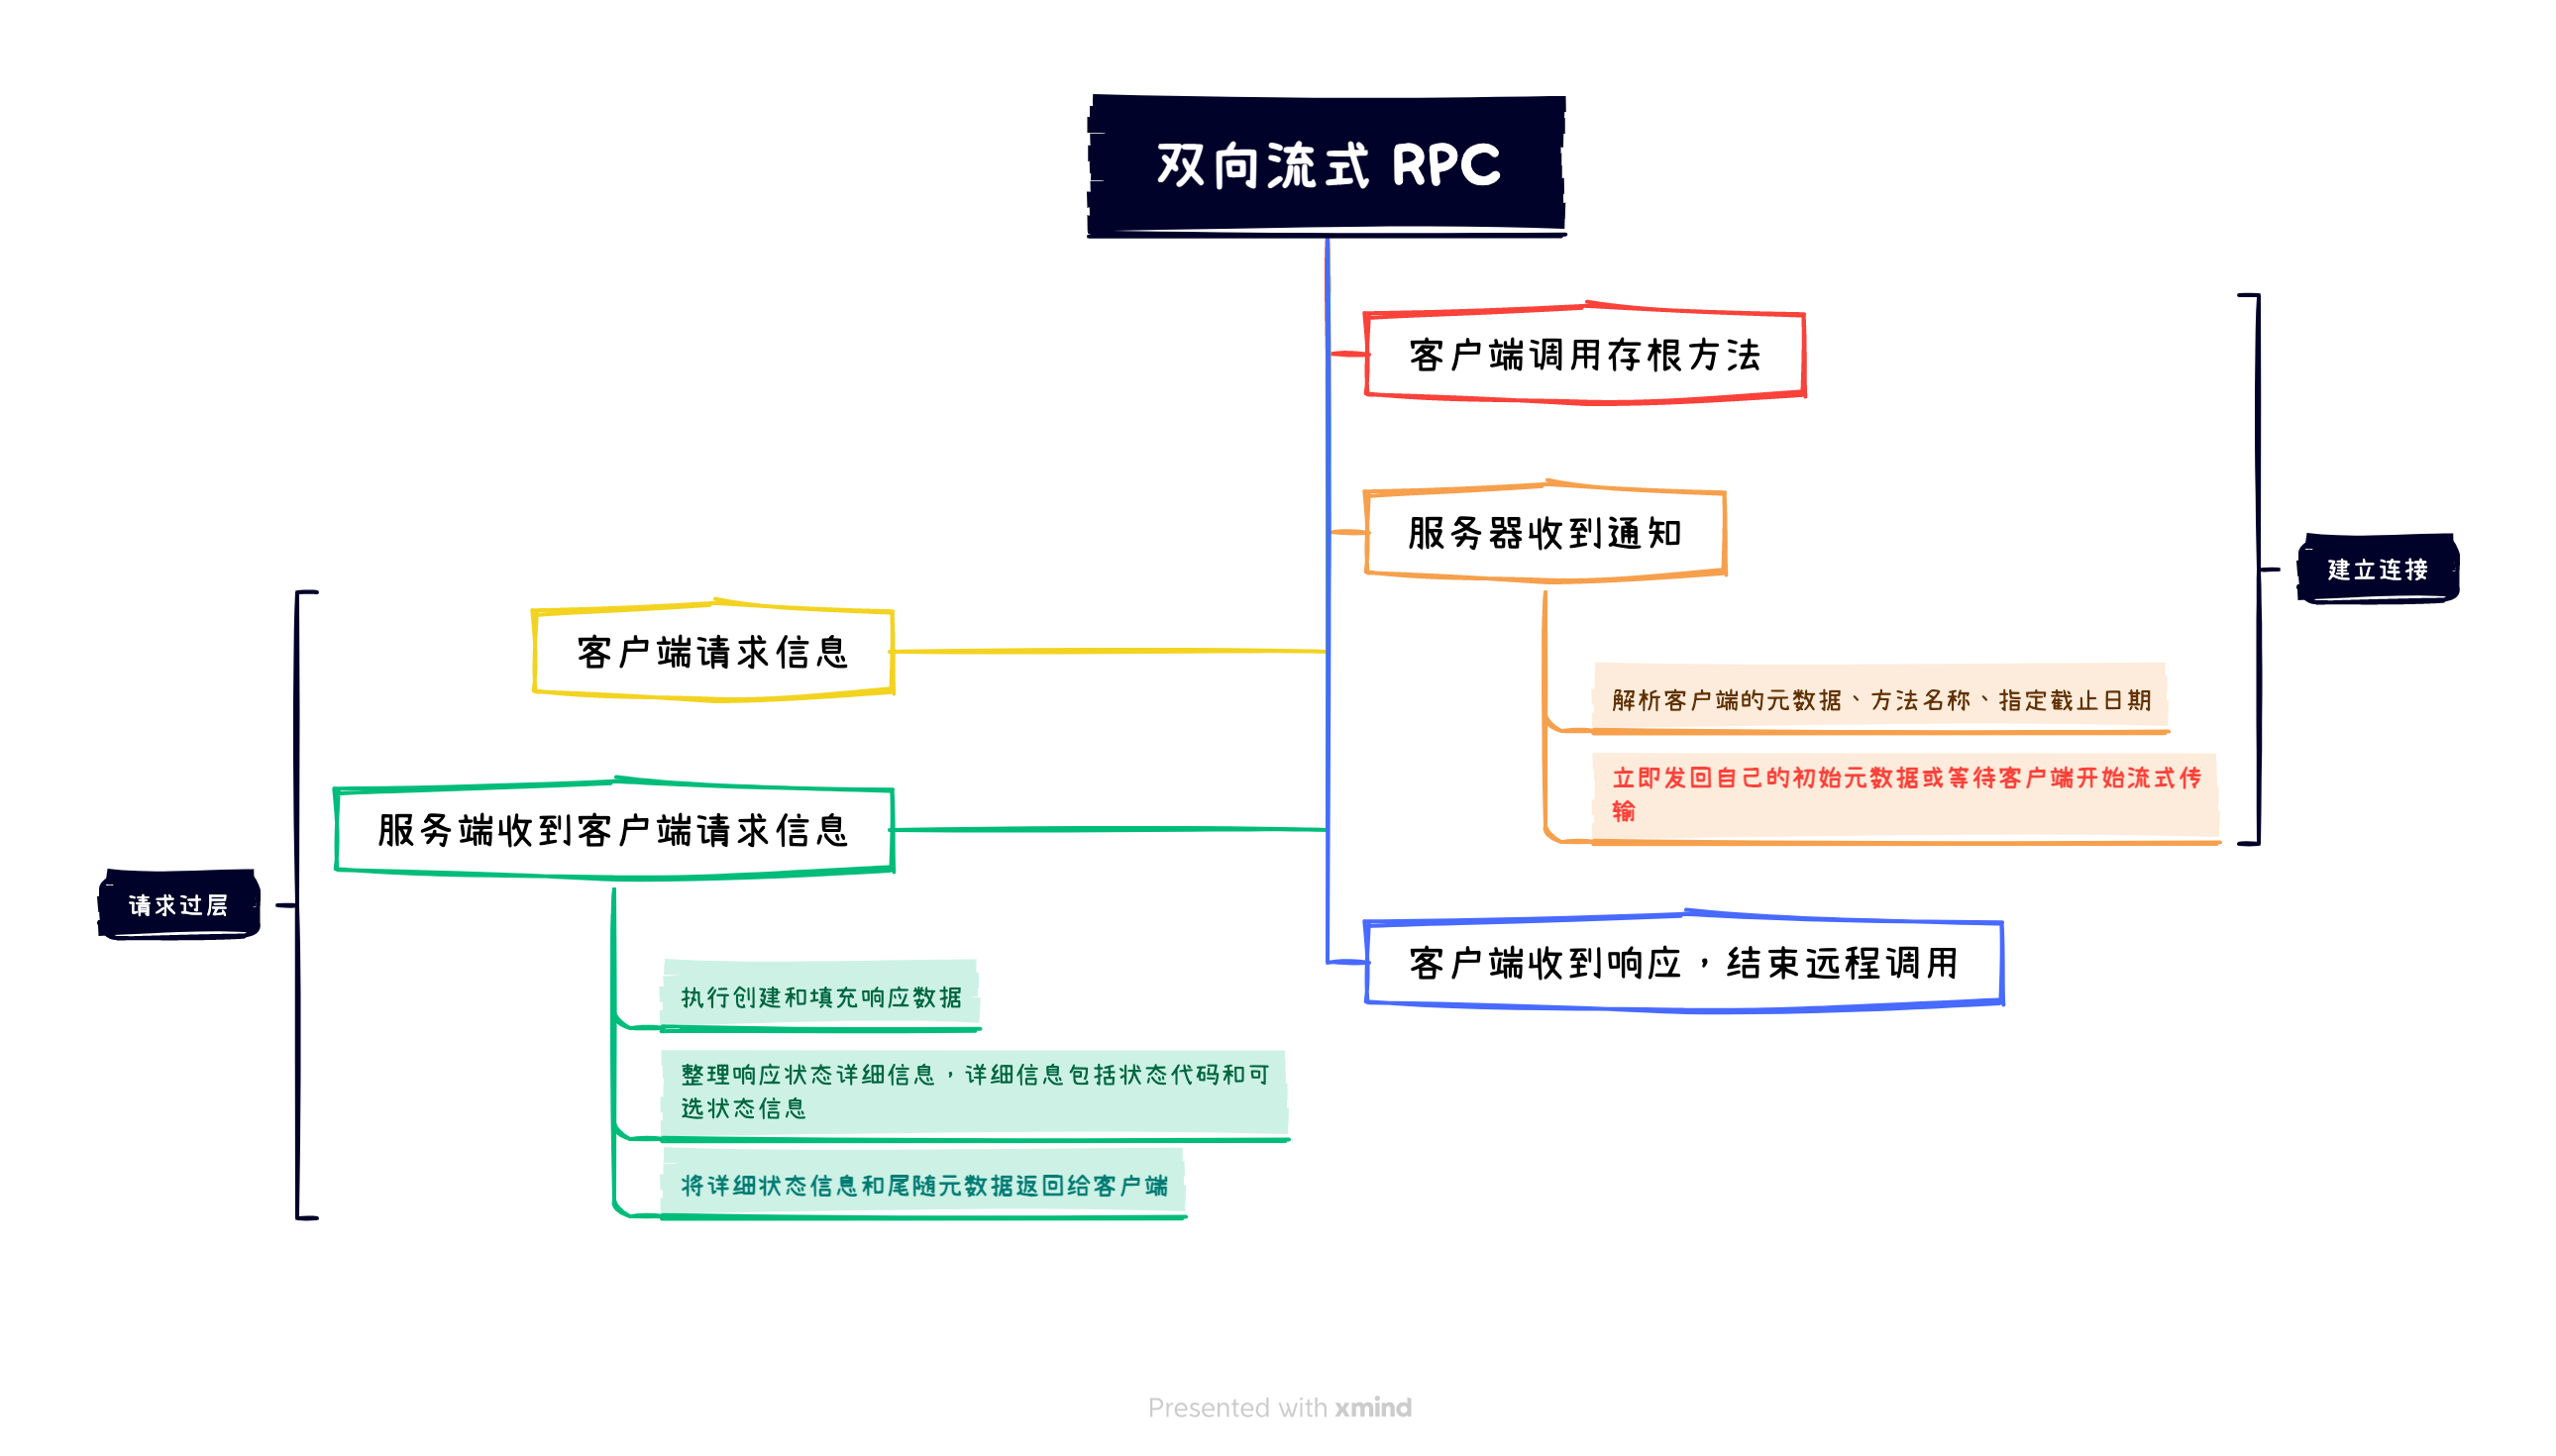 双向流式 RPC
客户端调用存根方法
服务器收到通知
解析客户端的元数据、方法名称、指定截止日期
立即发回自己的初始元数据或等待客户端开始流式传
输
建立连接
客户端请求信息
服务端收到客户端请求信息
执行创建和填充响应数据
整理响应状态详细信息，详细信息包括状态代码和可
选状态信息
将详细状态信息和尾随元数据返回给客户端
请求过层
客户端收到响应，结束远程调用
Presented with xmind